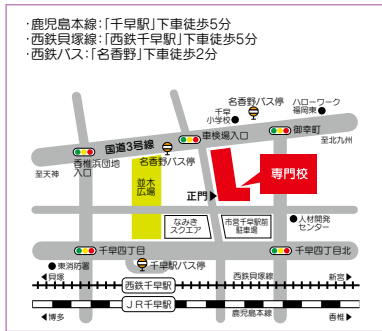 ・鹿児島本線:「千早駅」下車徒歩5分
・西鉄貝塚線:「西鉄千早駅」下車徒歩5分
・西鉄バス:「名香野」下車徒歩2分
名香野バス停
ハローワーク
福岡東
千早
小学校
御幸町
車検場入口
至北九州
国道3号線
名香野バス停
香椎浜団地
入口
至天神
並木
広場
専門校
正門
なみき
スクエア
市営千早駅前
駐車場
人材開発
センター
千早四丁目
千早四丁目北
東消防署
千早駅バス停
貝塚
西鉄貝塚線
新宮
西鉄千早駅
JR千早駅
博多
鹿児島本線
香椎